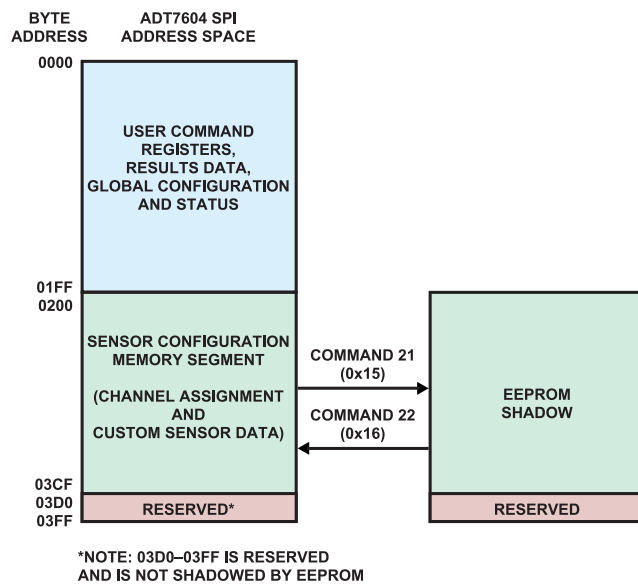 BYTE
ADDRESS
ADT7604 SPI
ADDRESS SPACE
0000
USER COMMAND
REGISTERS,
RESULTS DATA,
GLOBAL CONFIGURATION
AND STATUS
01FF
0200
SENSOR CONFIGURATION
MEMORY SEGMENT
(CHANNEL ASSIGNMENT
AND
CUSTOM SENSOR DATA)
COMMAND 21
(0x15)
COMMAND 22
(0x16)
EEPROM
SHADOW
03CF
03D0
03FF
RESERVED*
RESERVED
*NOTE: 03D0–03FF IS RESERVED
AND IS NOT SHADOWED BY EEPROM